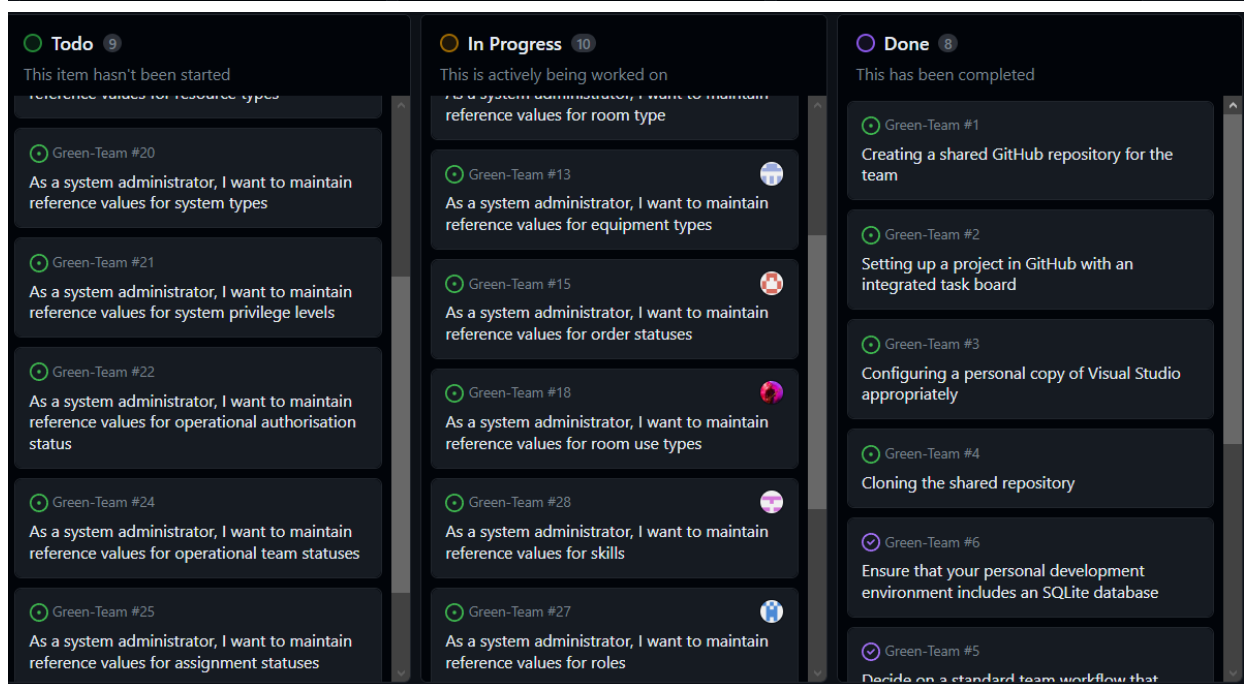 Todo 9
This item hasn't been started
reference values for resource types
Green-Team #20
As a system administrator, I want to maintain
reference values for system types
Green-Team #21
As a system administrator, I want to maintain
reference values for system privilege levels
Green-Team #22
As a system administrator, I want to maintain
reference values for operational authorisation
status
Green-Team #24
As a system administrator, I want to maintain
reference values for operational team statuses
Green-Team #25
As a system administrator, I want to maintain
reference values for assignment statuses
In Progress 10
This is actively being worked on
As a system administrator, I want to maintain
reference values for room type
Green-Team #13
As a system administrator, I want to maintain
reference values for equipment types
Green-Team #15
As a system administrator, I want to maintain
reference values for order statuses
Green-Team #18
As a system administrator, I want to maintain
reference values for room use types
Green-Team #28
As a system administrator, I want to maintain
reference values for skills
Green-Team #27
As a system administrator, I want to maintain
reference values for roles
Done 8
This has been completed
Green-Team #1
Creating a shared GitHub repository for the
team
Green-Team #2
Setting up a project in GitHub with an
integrated task board
Green-Team #3
Configuring a personal copy of Visual Studio
appropriately
Green-Team #4
Cloning the shared repository
Green-Team #6
Ensure that your personal development
environment includes an SQLite database
Green-Team #5
Decide on a standard team workflow that